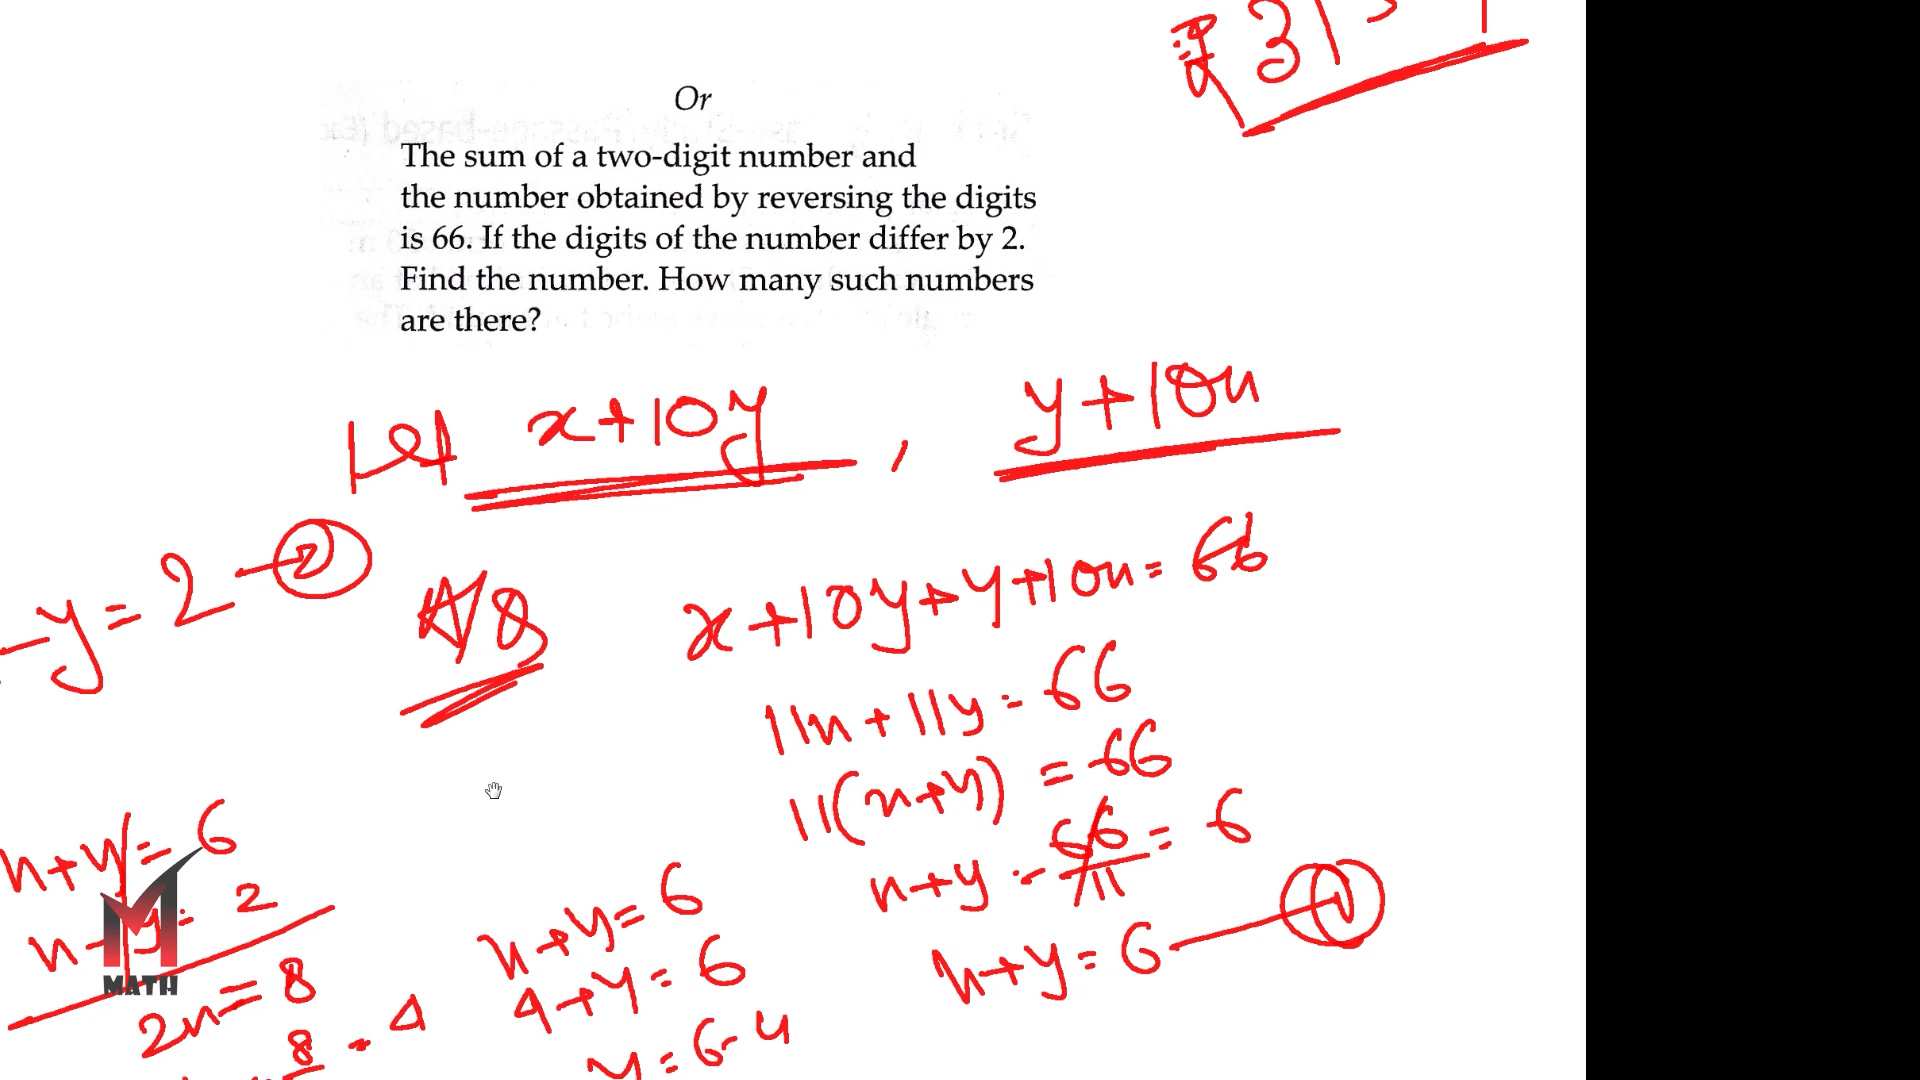 Or
The sum of a two-digit number and
the number obtained by reversing the digits
is 66. If the digits of the number differ by 2.
Find the number. How many such numbers
are there?
Let x+10y , y+10x
-y = 2 — ②
x+10y+y+10x = 66
11x + 11y = 66
11(x+y) = 66
x+y = 66/11 = 6
x+y = 6 — ①
x+y = 6
x-y = 2
2x = 8
8 = 4
x+y = 6
4+y = 6
y = 6-4
MATH